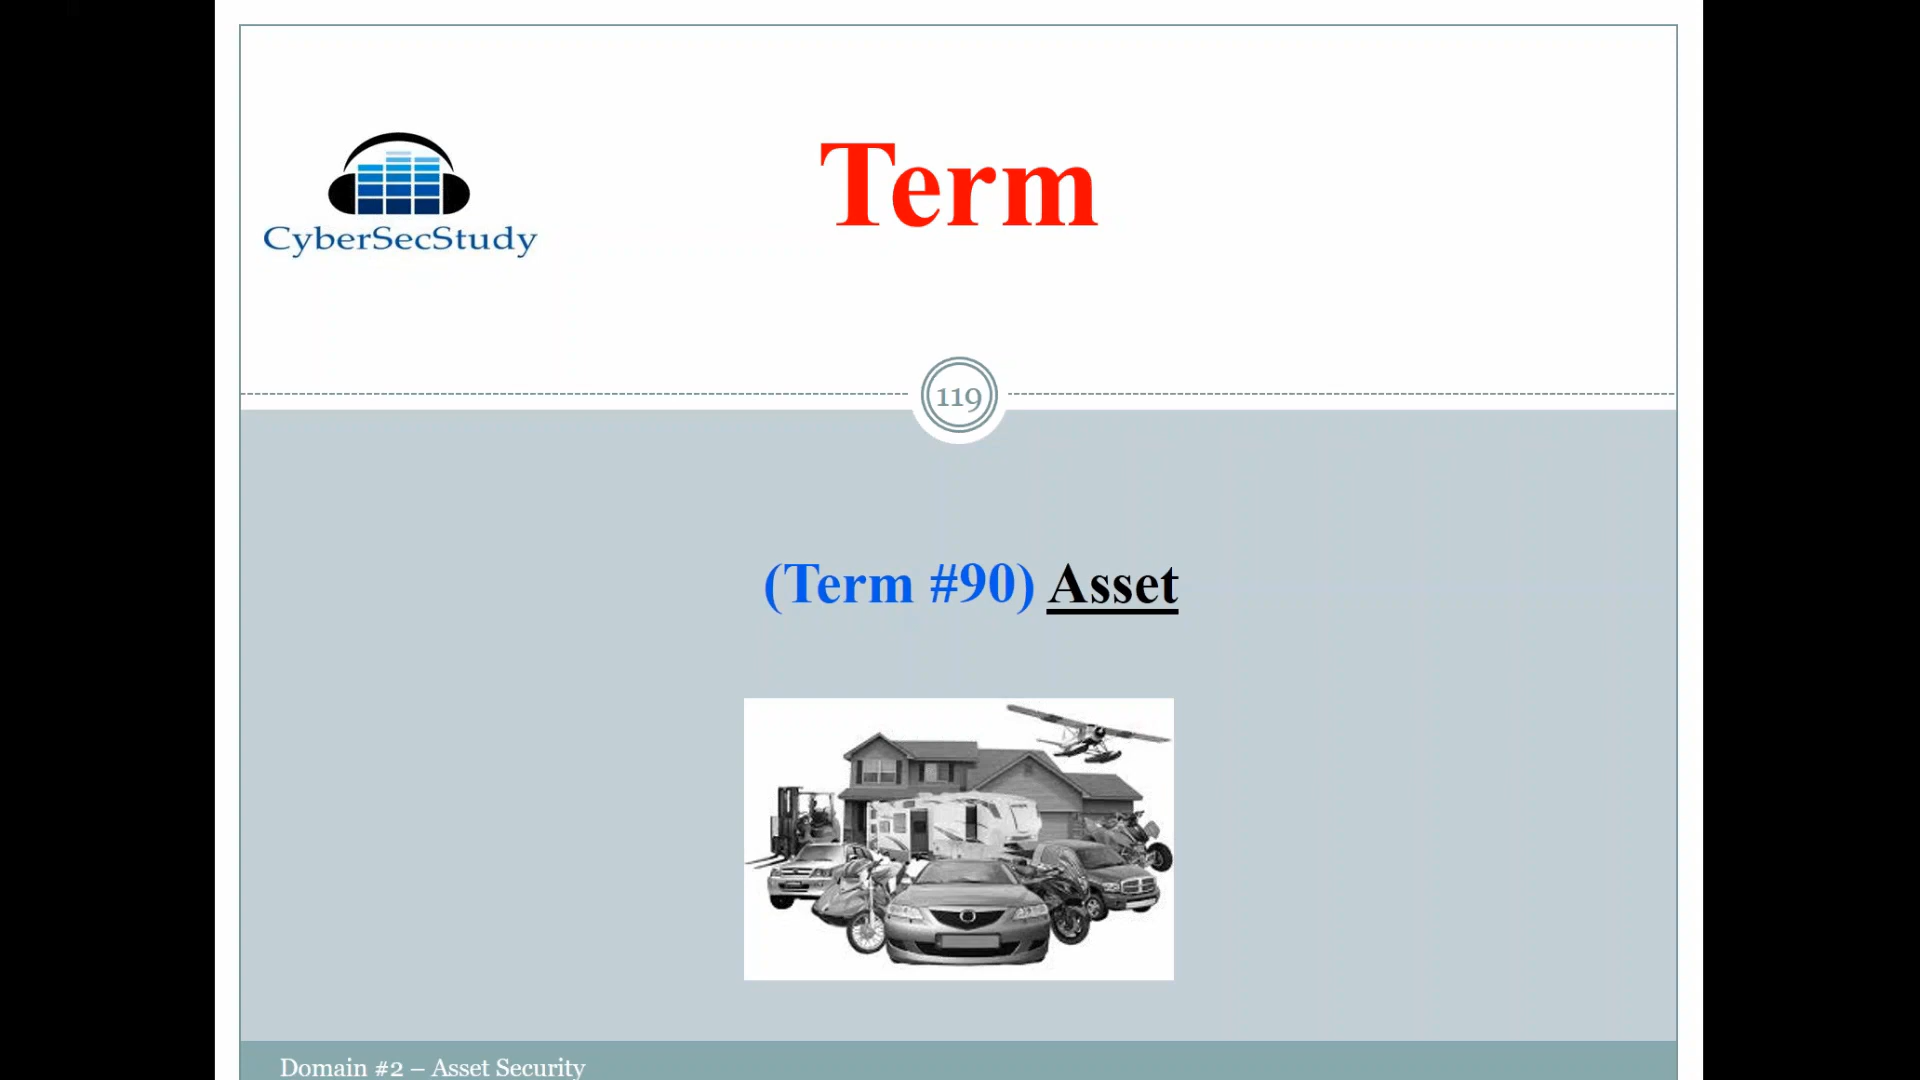 Term
CyberSecStudy
119
(Term #90) Asset
Domain #2 – Asset Security